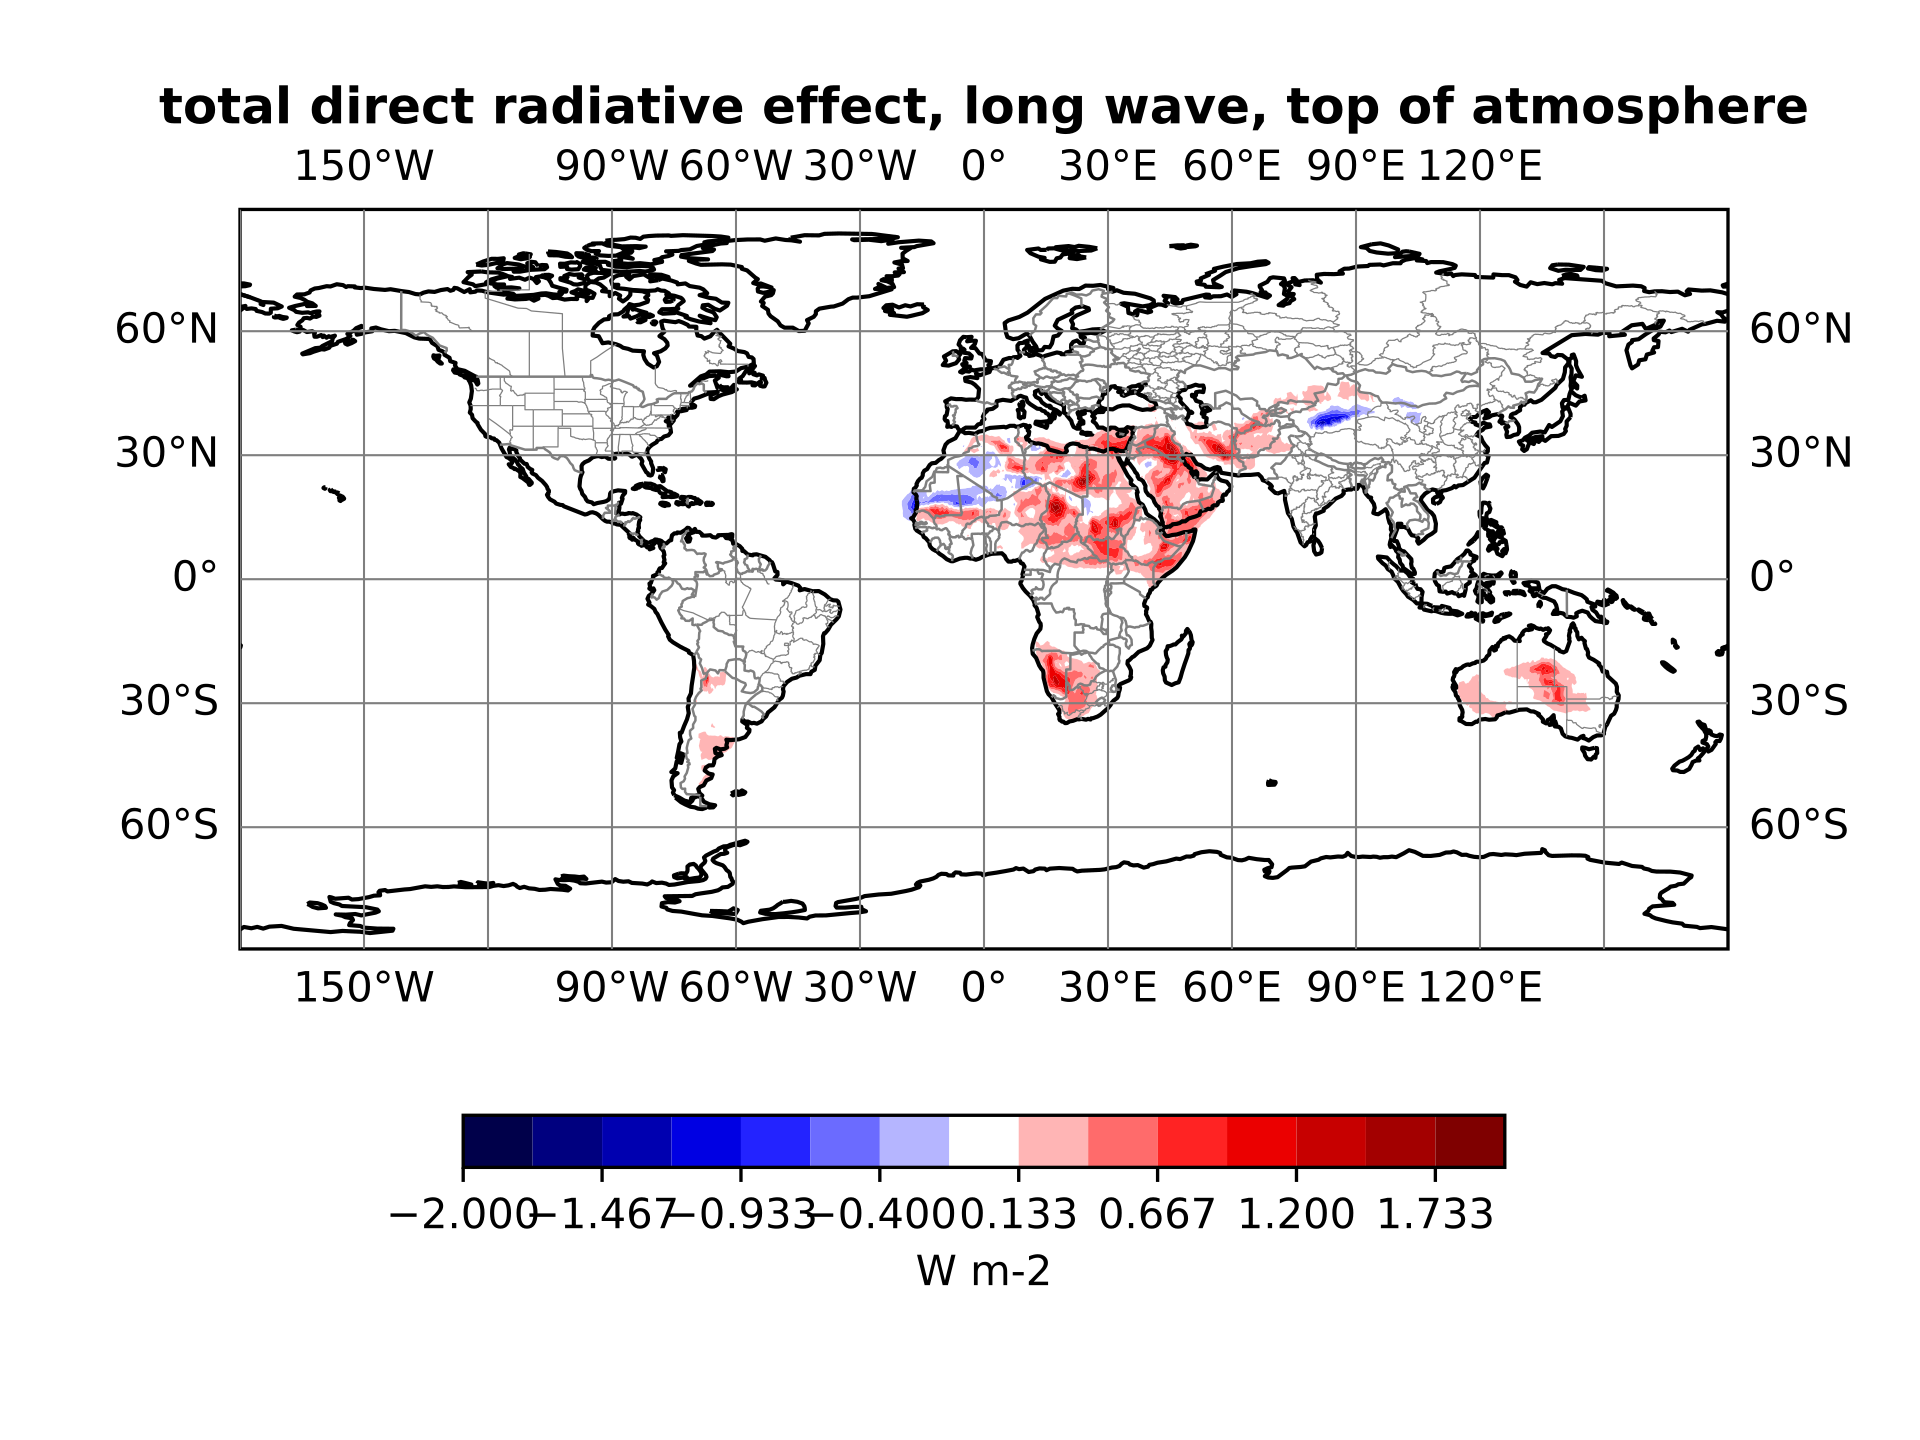 total direct radiative effect, long wave, top of atmosphere
150°W 90°W 60°W 30°W 0° 30°E 60°E 90°E 120°E
60°N 60°N
30°N 30°N
0° 0°
30°S 30°S
60°S 60°S
150°W 90°W 60°W 30°W 0° 30°E 60°E 90°E 120°E
−2.000 −1.467 −0.933 −0.400 0.133 0.667 1.200 1.733
W m-2